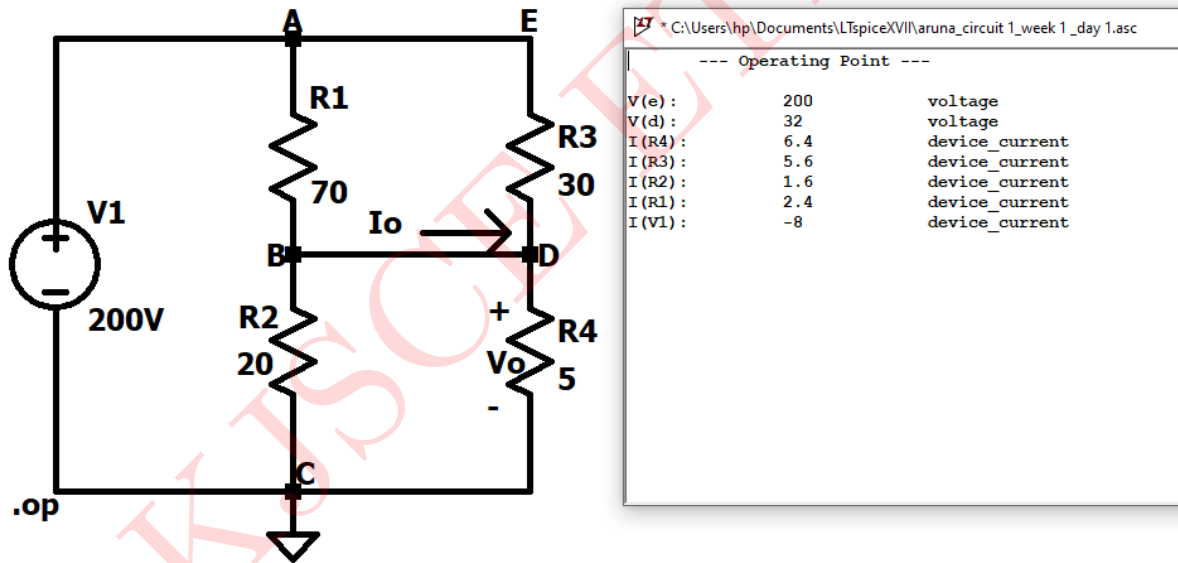 A
E
R1
70
R3
30
V1
200V
Io
B
D
R2
20
+
Vo
-
R4
5
C
.op
* C:\Users\hp\Documents\LTspiceXVII\aruna_circuit 1_week 1 _day 1.asc
--- Operating Point ---
V(e): 200 voltage
V(d): 32 voltage
I(R4): 6.4 device_current
I(R3): 5.6 device_current
I(R2): 1.6 device_current
I(R1): 2.4 device_current
I(V1): -8 device_current
KJSCE